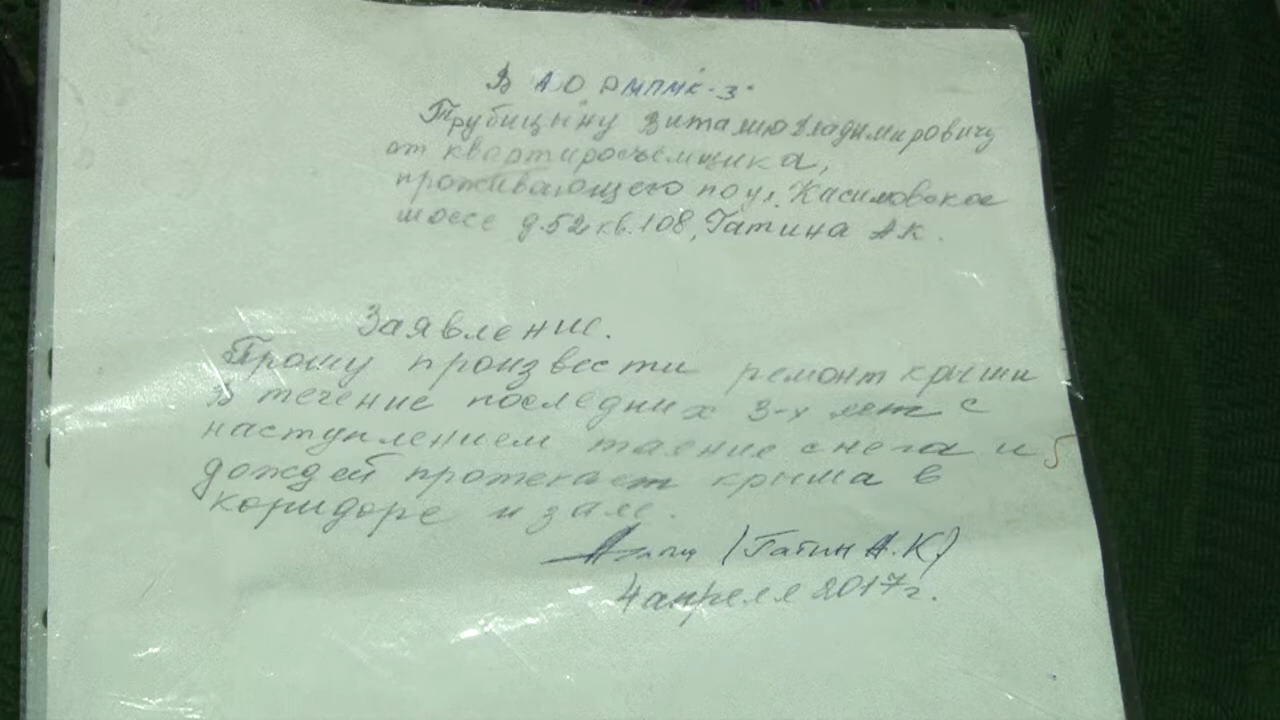 В АО РМПМК-3"
Трубицыну Виталию Владимировичу
от квартиросъемщика,
проживающего по ул. Касимовское
шоссе д.52 кв.108, Гатина А К.
Заявление.
Прошу произвести ремонт крыши
В течение последних 3-х лет с
наступлением таяние снега и
дождей протекает крыша в
коридоре и зале.
(Гатин А.К)
4 апреля 2017г.